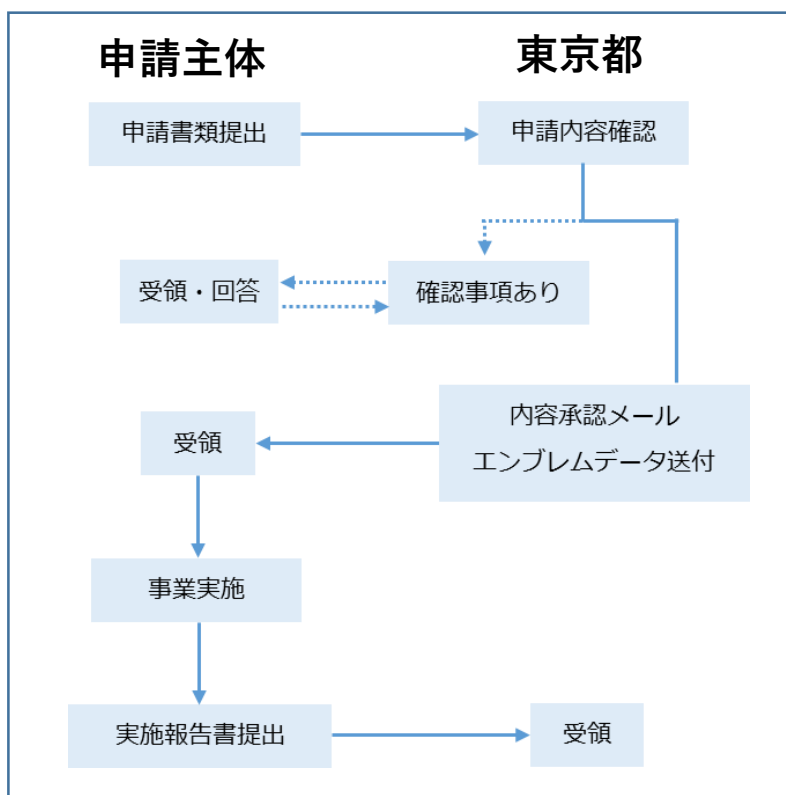 申請主体
東京都
申請書類提出
申請内容確認
受領・回答
確認事項あり
内容承認メール
エンブレムデータ送付
受領
事業実施
実施報告書提出
受領